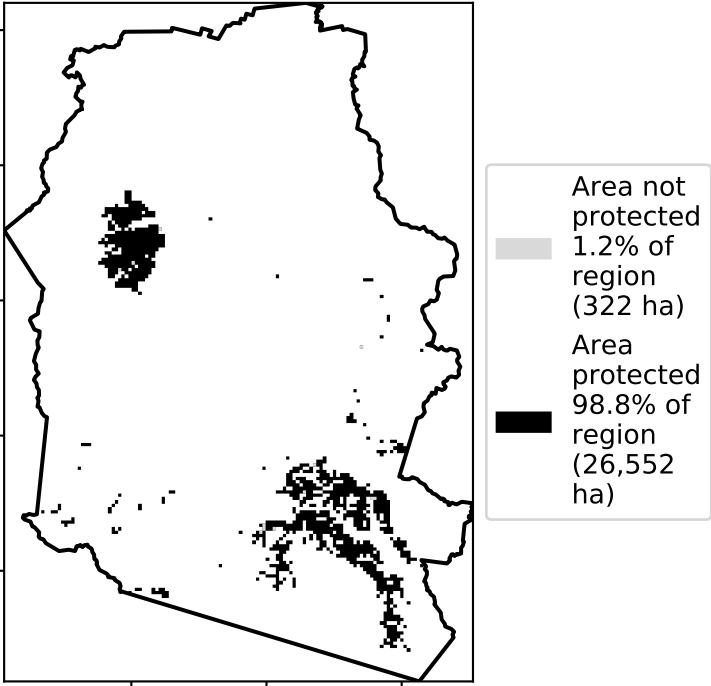 Area not
protected
1.2% of
region
(322 ha)
Area
protected
98.8% of
region
(26,552
ha)